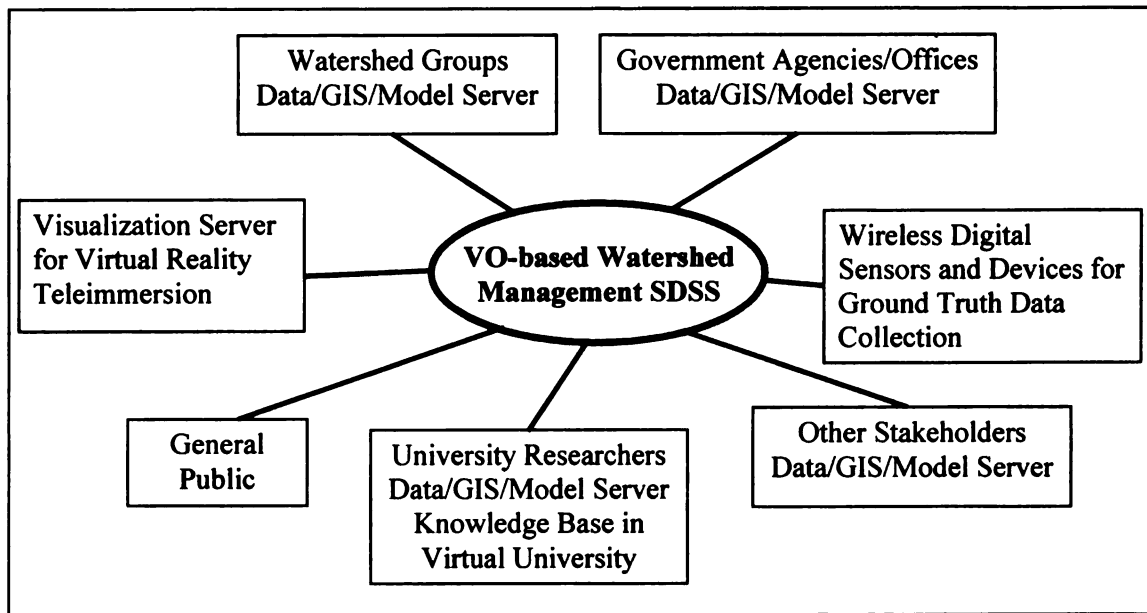 Watershed Groups
Data/GIS/Model Server
Government Agencies/Offices
Data/GIS/Model Server
Visualization Server
for Virtual Reality
Teleimmersion
VO-based Watershed
Management SDSS
Wireless Digital
Sensors and Devices for
Ground Truth Data
Collection
General
Public
University Researchers
Data/GIS/Model Server
Knowledge Base in
Virtual University
Other Stakeholders
Data/GIS/Model Server